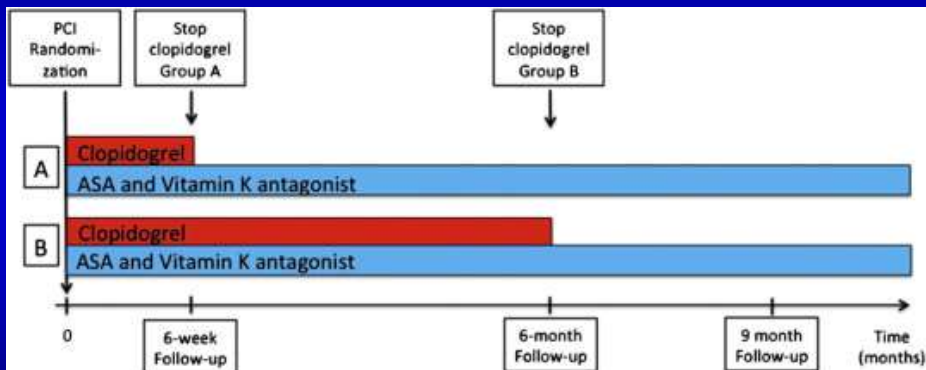 PCI
Randomi-
zation
Stop
clopidogrel
Group A
Stop
clopidogrel
Group B
A
Clopidogrel
ASA and Vitamin K antagonist
B
Clopidogrel
ASA and Vitamin K antagonist
0
6-week
Follow-up
6-month
Follow-up
9 month
Follow-up
Time
(months)